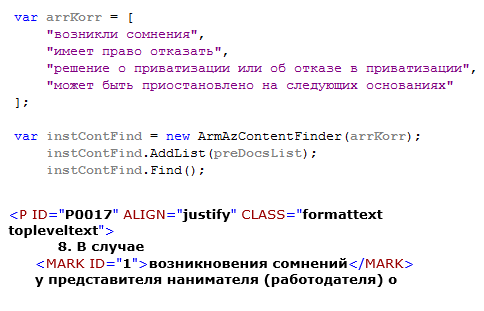 var arrKorr = [
"возникли сомнения",
"имеет право отказать",
"решение о приватизации или об отказе в приватизации",
"может быть приостановлено на следующих основаниях"
];
var instContFind = new ArmAzContentFinder(arrKorr);
instContFind.AddList(preDocsList);
instContFind.Find();
<P ID="P0017" ALIGN="justify" CLASS="formattext
topleveltext">
8. В случае
<MARK ID="1">возникновения сомнений</MARK>
у представителя нанимателя (работодателя) о